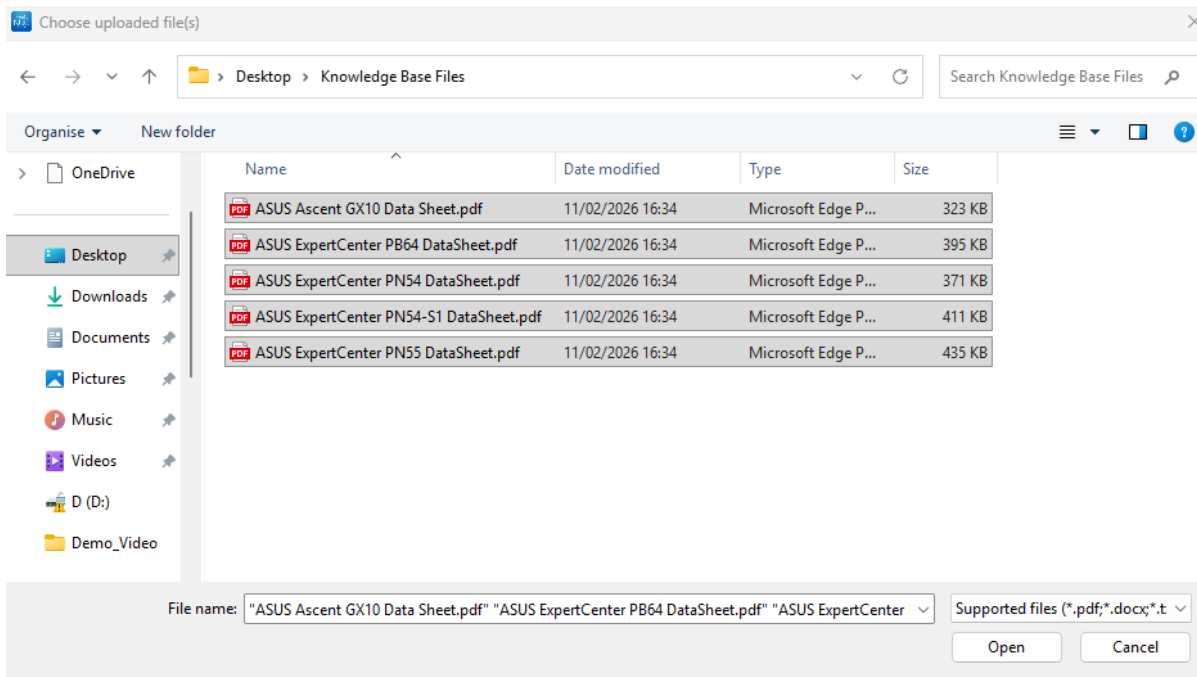 Choose uploaded file(s)
Desktop > Knowledge Base Files
Search Knowledge Base Files
Organise
New folder
OneDrive
Desktop
Downloads
Documents
Pictures
Music
Videos
D (D:)
Demo_Video
Name Date modified Type Size
PDF ASUS Ascent GX10 Data Sheet.pdf 11/02/2026 16:34 Microsoft Edge P... 323 KB
PDF ASUS ExpertCenter PB64 DataSheet.pdf 11/02/2026 16:34 Microsoft Edge P... 395 KB
PDF ASUS ExpertCenter PN54 DataSheet.pdf 11/02/2026 16:34 Microsoft Edge P... 371 KB
PDF ASUS ExpertCenter PN54-S1 DataSheet.pdf 11/02/2026 16:34 Microsoft Edge P... 411 KB
PDF ASUS ExpertCenter PN55 DataSheet.pdf 11/02/2026 16:34 Microsoft Edge P... 435 KB
File name: "ASUS Ascent GX10 Data Sheet.pdf" "ASUS ExpertCenter PB64 DataSheet.pdf" "ASUS ExpertCenter
Supported files (*.pdf;*.docx;*.t
Open
Cancel